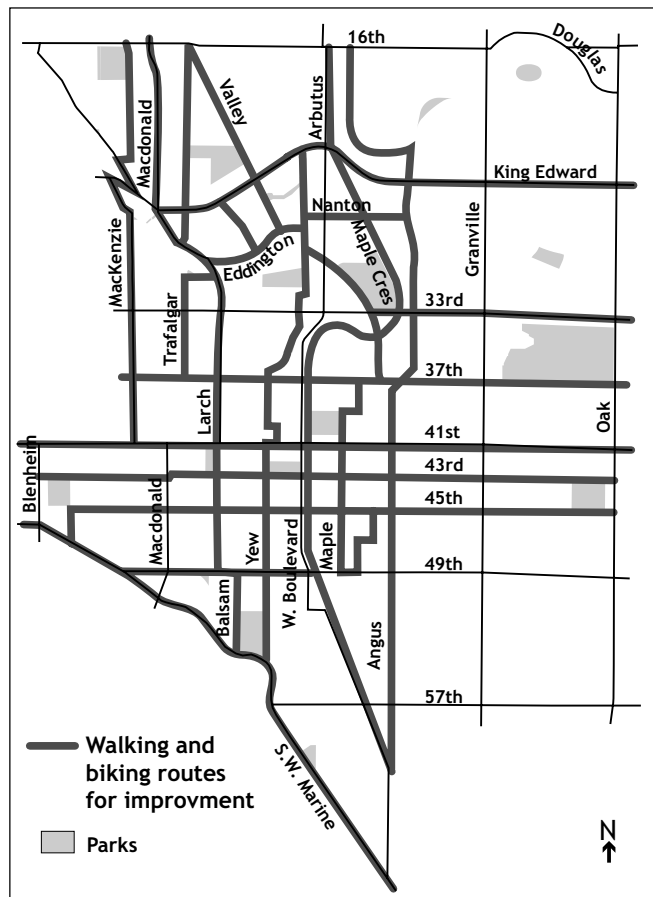 16th
Douglas
Valley
Macdonald
Arbutus
King Edward
Nanton
Maple Cres
Granville
Eddington
MacKenzie
33rd
Trafalgar
37th
Larch
Oak
41st
Blenheim
43rd
45th
Macdonald
Yew
W. Boulevard
Maple
49th
Balsam
Angus
57th
S.W. Marine
Walking and
biking routes
for improvment
Parks
N